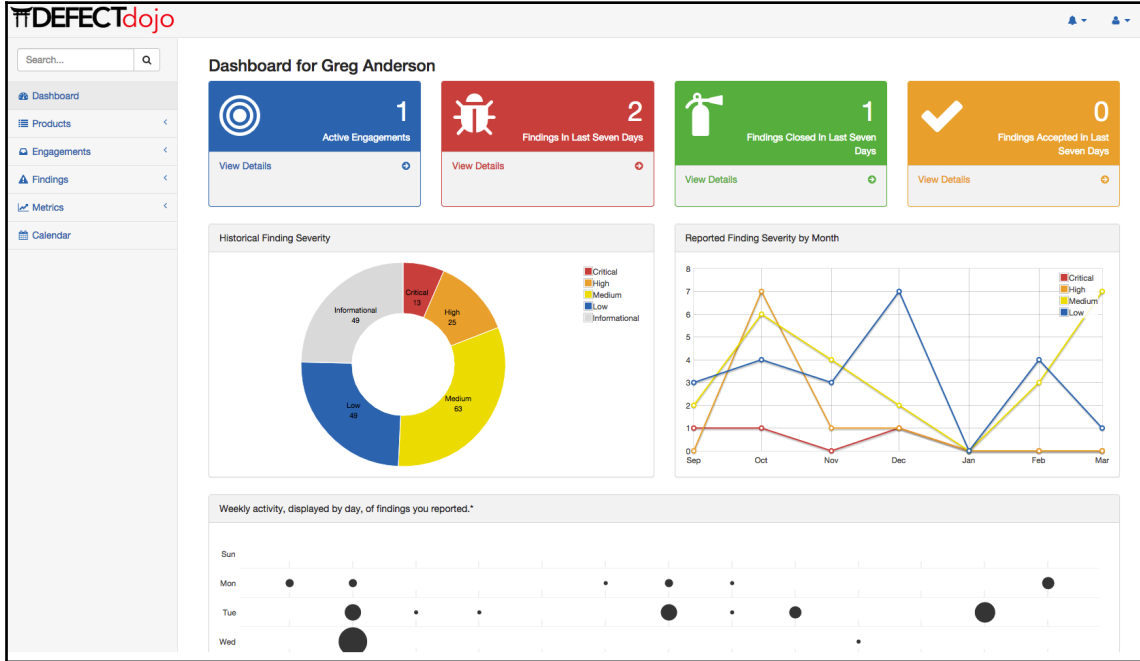 DEFECTdojo
Search...
Dashboard
Products
Engagements
Findings
Metrics
Calendar
Dashboard for Greg Anderson
1
Active Engagements
View Details
2
Findings In Last Seven Days
View Details
1
Findings Closed In Last Seven
Days
View Details
0
Findings Accepted In Last
Seven Days
View Details
Historical Finding Severity
Critical
13
High
25
Medium
63
Low
49
Informational
49
Critical
High
Medium
Low
Informational
Reported Finding Severity by Month
8
7
6
5
4
3
2
1
0
Sep Oct Nov Dec Jan Feb Mar
Critical
High
Medium
Low
Weekly activity, displayed by day, of findings you reported.*
Sun
Mon
Tue
Wed